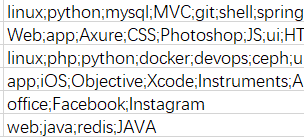 linux;python;mysql;MVC;git;shell;spring
Web;app;Axure;CSS;Photoshop;JS;ui;HT
linux;php;python;docker;devops;ceph;u
app;iOS;Objective;Xcode;Instruments;A
office;Facebook;Instagram
web;java;redis;JAVA